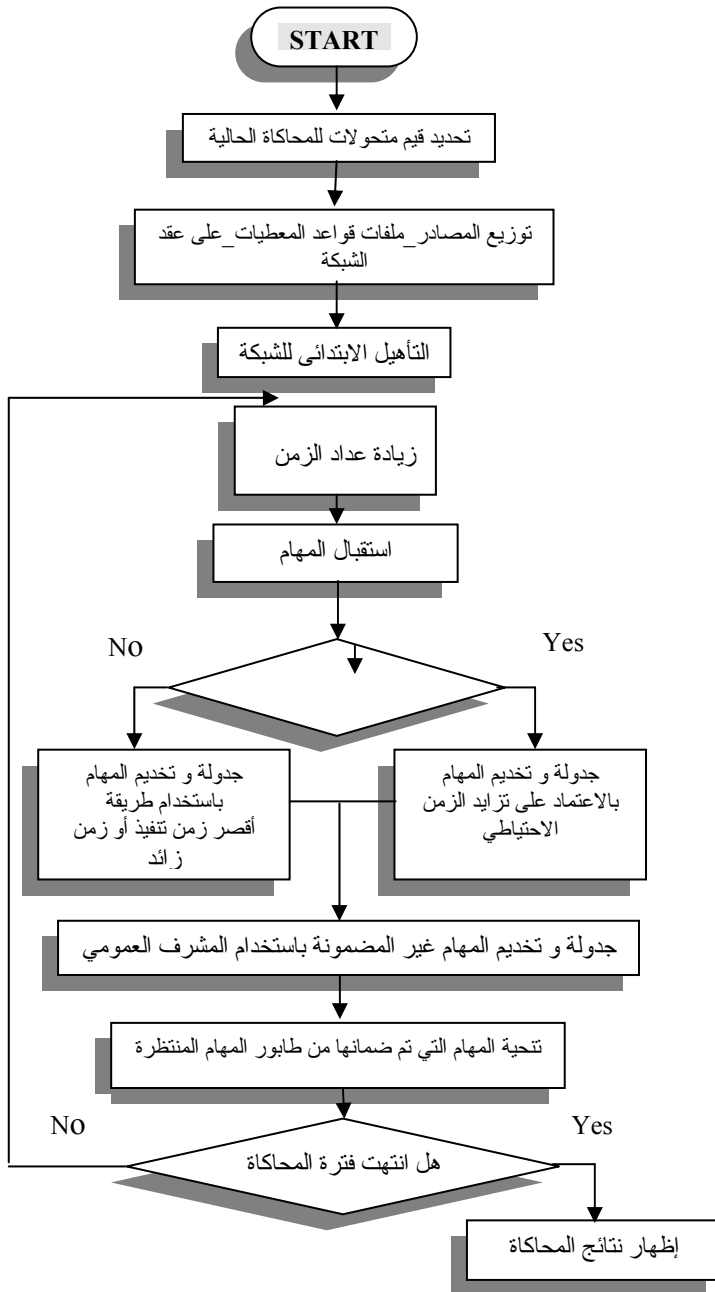 START
تحديد قيم متحولات للمحاكاة الحالية
توزيع المصادر_ملفات قواعد المعطيات_على عقد
الشبكة
التأهيل الابتدائى للشبكة
زيادة عداد الزمن
استقبال المهام
No
Yes
جدولة و تخديم المهام
باستخدام طريقة
أقصر زمن تنفيذ أو زمن
زائد
جدولة و تخديم المهام
بالاعتماد على تزايد الزمن
الاحتياطي
جدولة و تخديم المهام غير المضمونة باستخدام المشرف العمومي
تنحية المهام التي تم ضمانها من طابور المهام المنتظرة
No
Yes
هل انتهت فترة المحاكاة
إظهار نتائج المحاكاة